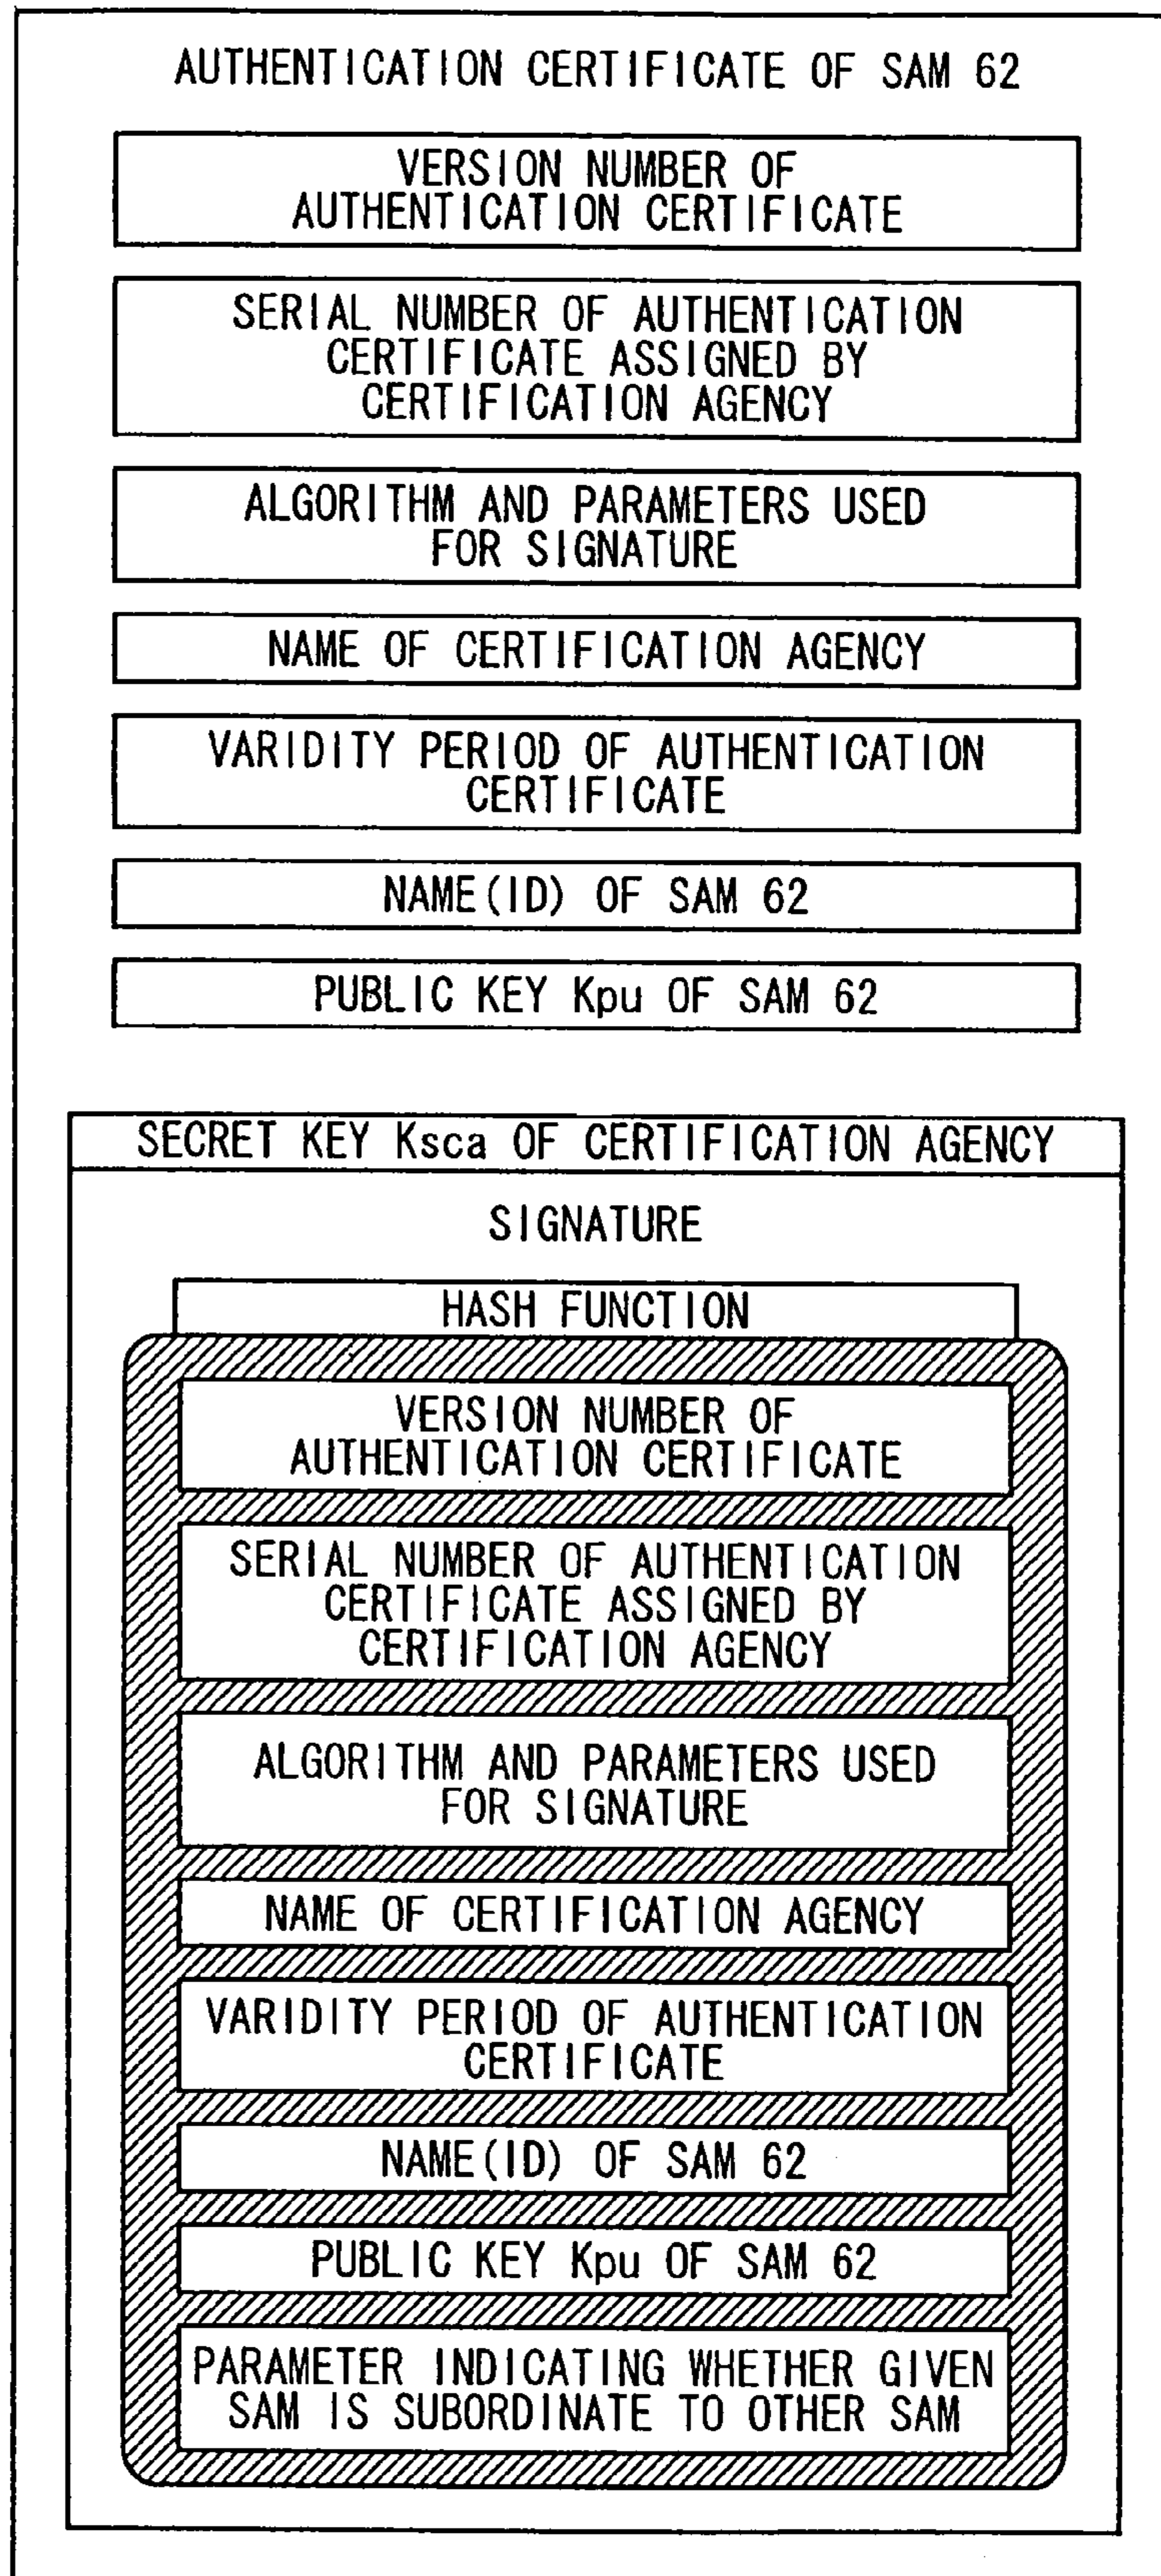 AUTHENTICATION CERTIFICATE OF SAM 62
VERSION NUMBER OF
AUTHENTICATION CERTIFICATE
SERIAL NUMBER OF AUTHENTICATION
CERTIFICATE ASSIGNED BY
CERTIFICATION AGENCY
ALGORITHM AND PARAMETERS USED
FOR SIGNATURE
NAME OF CERTIFICATION AGENCY
VARIDITY PERIOD OF AUTHENTICATION
CERTIFICATE
NAME(ID) OF SAM 62
PUBLIC KEY Kpu OF SAM 62
SECRET KEY Ksca OF CERTIFICATION AGENCY
SIGNATURE
HASH FUNCTION
VERSION NUMBER OF
AUTHENTICATION CERTIFICATE
SERIAL NUMBER OF AUTHENTICATION
CERTIFICATE ASSIGNED BY
CERTIFICATION AGENCY
ALGORITHM AND PARAMETERS USED
FOR SIGNATURE
NAME OF CERTIFICATION AGENCY
VARIDITY PERIOD OF AUTHENTICATION
CERTIFICATE
NAME(ID) OF SAM 62
PUBLIC KEY Kpu OF SAM 62
PARAMETER INDICATING WHETHER GIVEN
SAM IS SUBORDINATE TO OTHER SAM